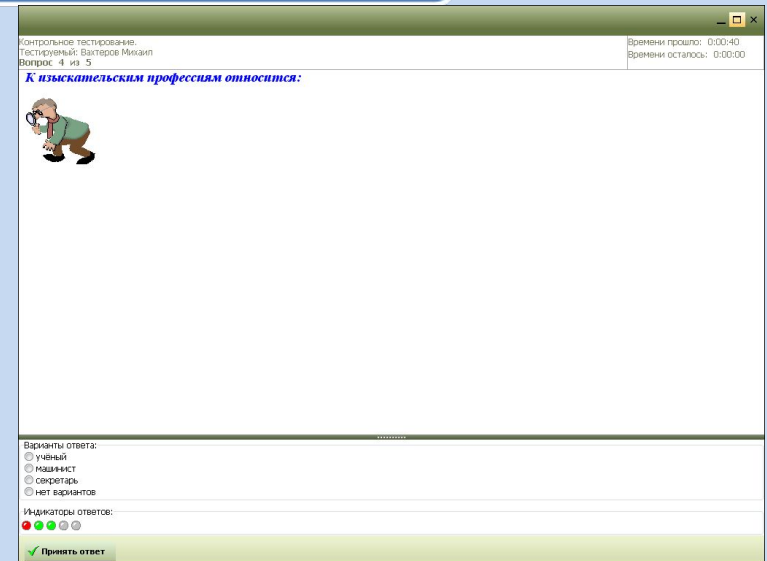 Контрольное тестирование.
Тестируемый: Вахтеров Михаил
Вопрос 4 из 5
Времени прошло: 0:00:40
Времени осталось: 0:00:00
К изыскательским профессиям относится:
Варианты ответа:
учёный
машинист
секретарь
нет вариантов
Индикаторы ответов:
Принять ответ